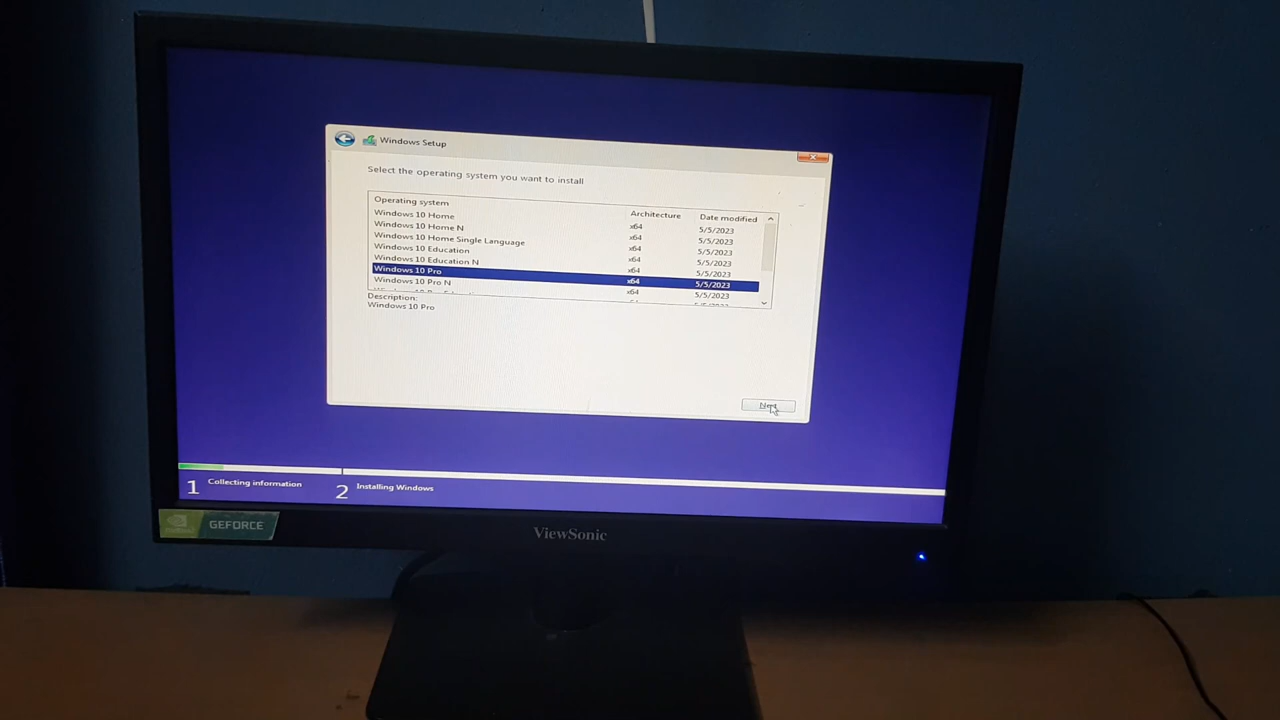 Windows Setup
Select the operating system you want to install
Operating system Architecture Date modified
Windows 10 Home x64 5/5/2023
Windows 10 Home N x64 5/5/2023
Windows 10 Home Single Language x64 5/5/2023
Windows 10 Education x64 5/5/2023
Windows 10 Education N x64 5/5/2023
Windows 10 Pro x64 5/5/2023
Windows 10 Pro N x64 5/5/2023
Description:
Windows 10 Pro
Next
1 Collecting information 2 Installing Windows
GEFORCE
ViewSonic